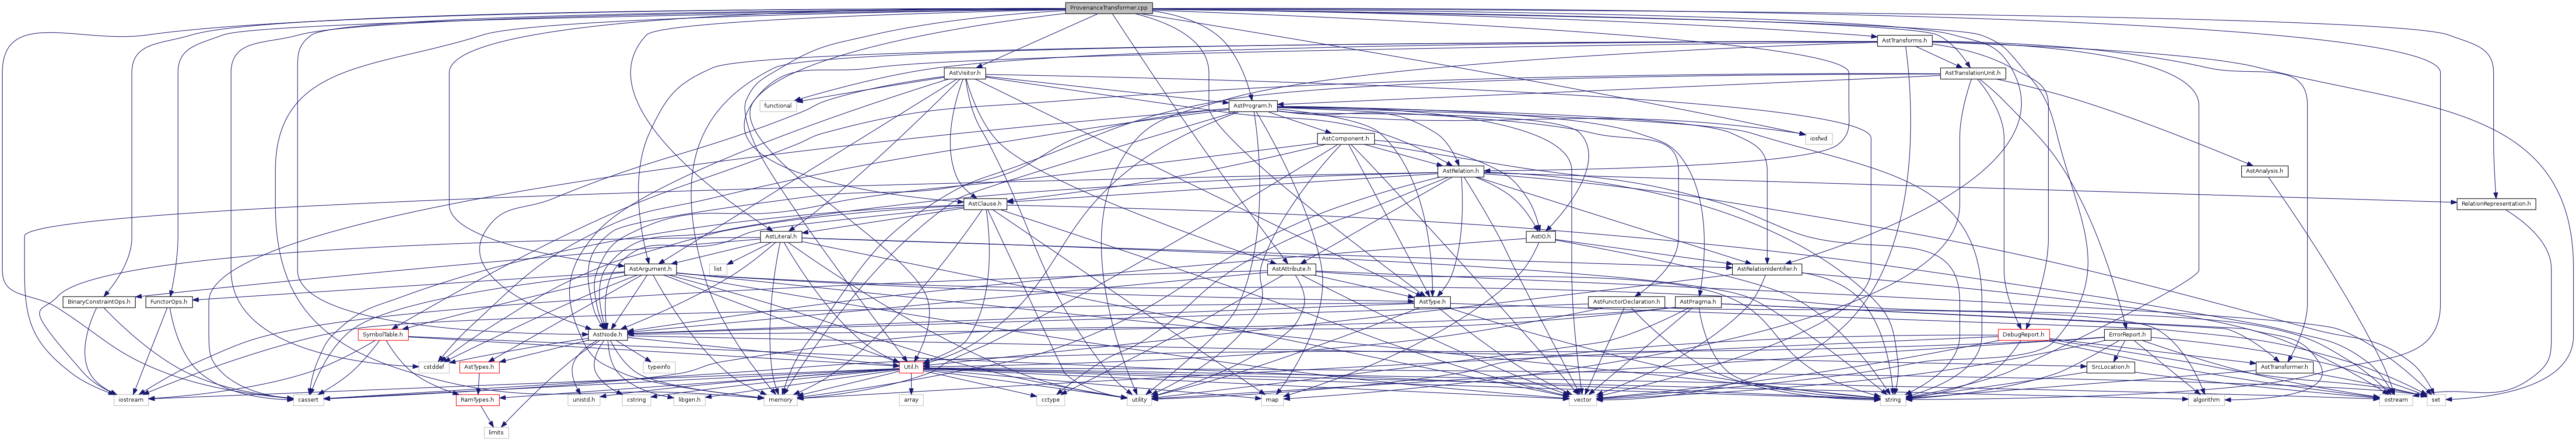 ProvenanceTransformer.cpp
AstTransforms.h
AstVisitor.h
AstTranslationUnit.h
functional
AstProgram.h
AstComponent.h
iosfwd
AstRelation.h
AstAnalysis.h
AstClause.h
RelationRepresentation.h
AstLiteral.h
AstIO.h
list
AstArgument.h
AstAttribute.h
AstRelationIdentifier.h
BinaryConstraintOps.h
FunctorOps.h
AstType.h
AstFunctorDeclaration.h
AstPragma.h
SymbolTable.h
AstNode.h
DebugReport.h
ErrorReport.h
cstddef
AstTypes.h
typeinfo
Util.h
SrcLocation.h
AstTransformer.h
iostream
cassert
RamTypes.h
unistd.h
cstring
libgen.h
memory
array
cctype
utility
map
vector
string
algorithm
ostream
set
limits